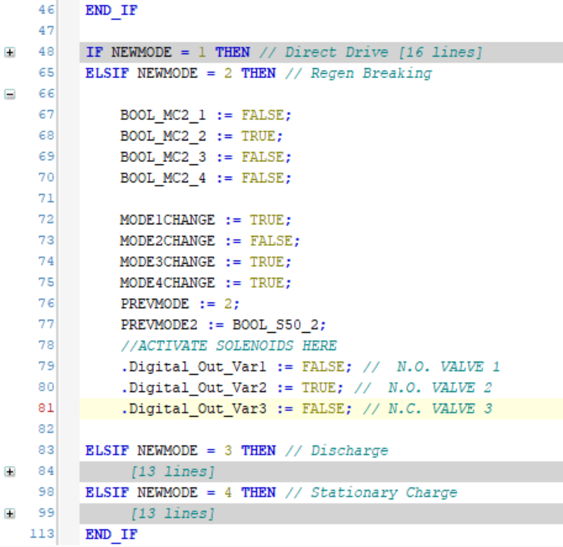 46 END_IF
47
48 IF NEWMODE = 1 THEN // Direct Drive [16 lines]
65 ELSIF NEWMODE = 2 THEN // Regen Breaking
66
67 BOOL_MC2_1 := FALSE;
68 BOOL_MC2_2 := TRUE;
69 BOOL_MC2_3 := FALSE;
70 BOOL_MC2_4 := FALSE;
71
72 MODE1CHANGE := TRUE;
73 MODE2CHANGE := FALSE;
74 MODE3CHANGE := TRUE;
75 MODE4CHANGE := TRUE;
76 PREVMODE := 2;
77 PREVMODE2 := BOOL_S50_2;
78 //ACTIVATE SOLENOIDS HERE
79 .Digital_Out_Var1 := FALSE; // N.O. VALVE 1
80 .Digital_Out_Var2 := TRUE; // N.O. VALVE 2
81 .Digital_Out_Var3 := FALSE; // N.C. VALVE 3
82
83 ELSIF NEWMODE = 3 THEN // Discharge
84 [13 lines]
98 ELSIF NEWMODE = 4 THEN // Stationary Charge
99 [13 lines]
113 END_IF